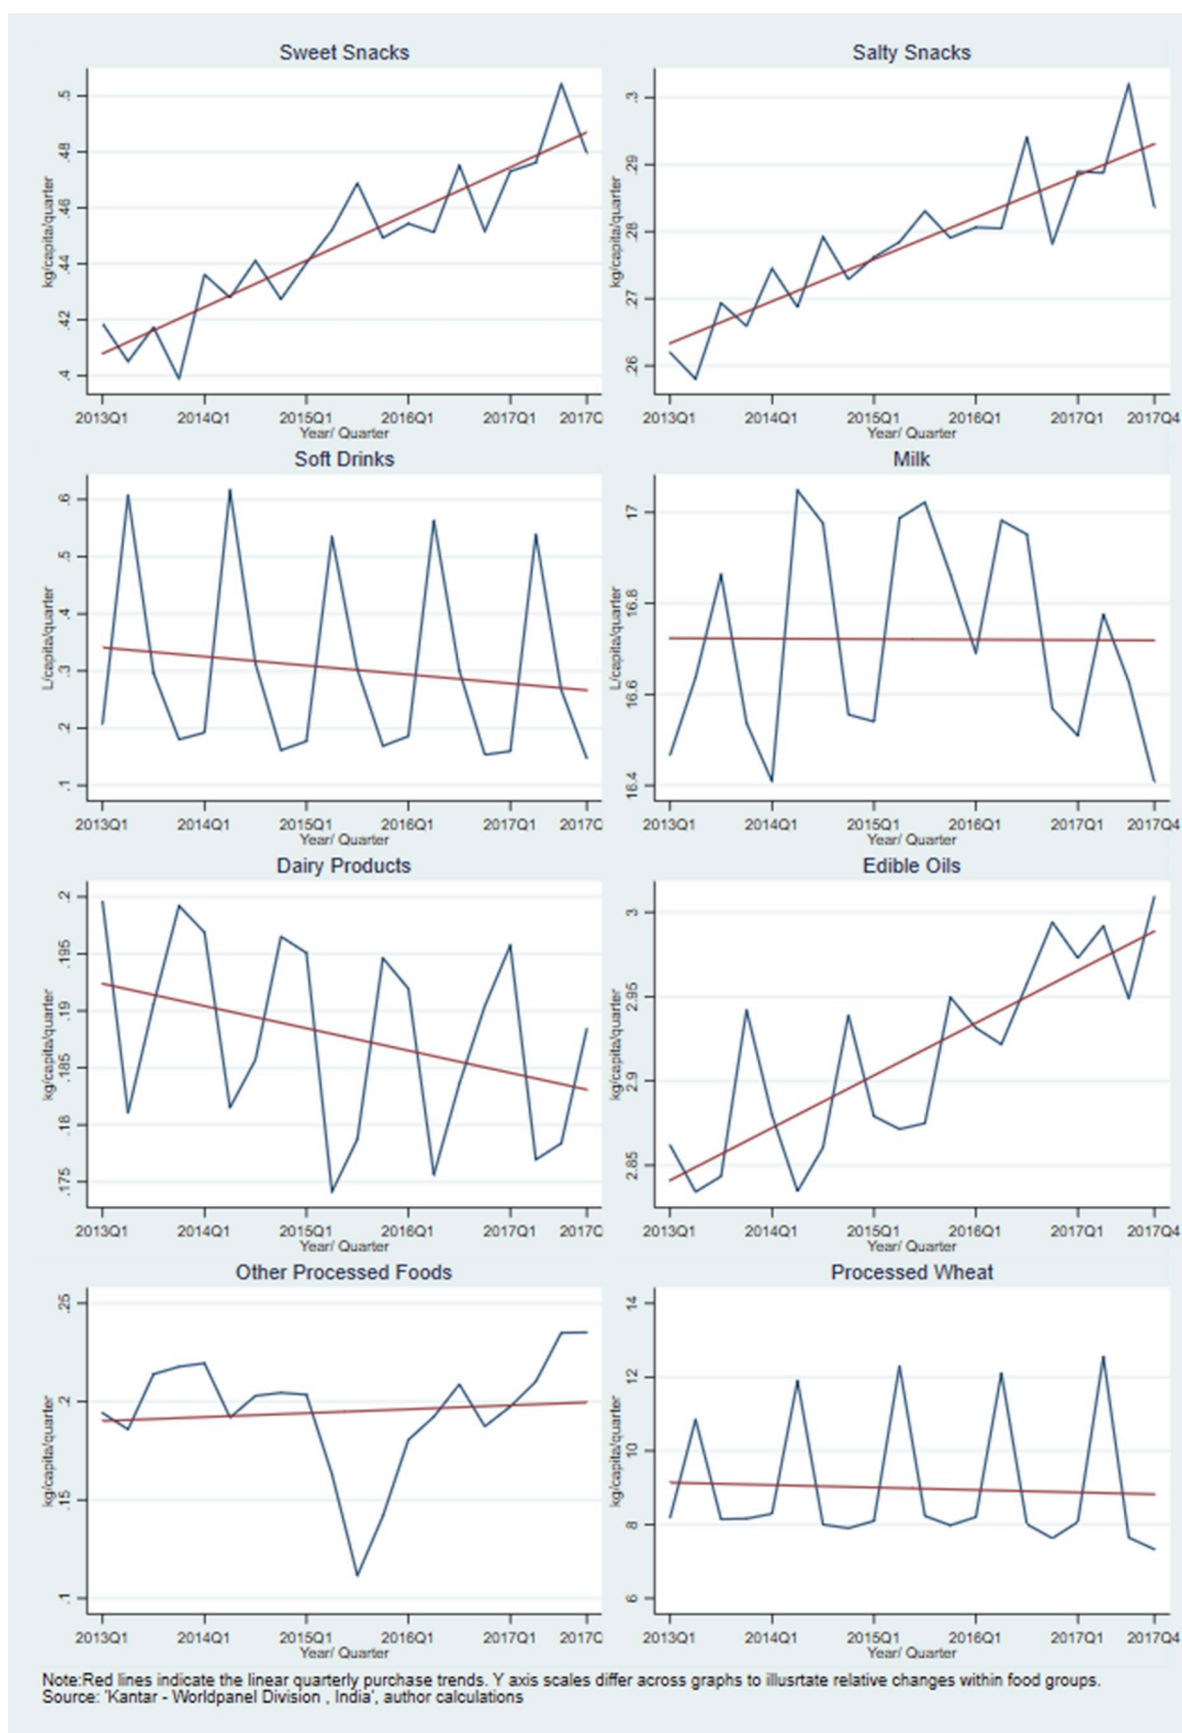 Sweet Snacks
kg/capita/quarter
.5
.48
.46
.44
.42
.4
2013Q1 2014Q1 2015Q1 2016Q1 2017Q1 2017Q
Year/ Quarter
Salty Snacks
kg/capita/quarter
.3
.29
.28
.27
.26
2013Q1 2014Q1 2015Q1 2016Q1 2017Q1 2017Q4
Year/ Quarter
Soft Drinks
L/capita/quarter
.6
.5
.4
.3
.2
.1
2013Q1 2014Q1 2015Q1 2016Q1 2017Q1 2017Q
Year/ Quarter
Milk
L/capita/quarter
17
16.8
16.6
16.4
2013Q1 2014Q1 2015Q1 2016Q1 2017Q1 2017Q4
Year/ Quarter
Dairy Products
kg/capita/quarter
.2
.195
.19
.185
.18
.175
2013Q1 2014Q1 2015Q1 2016Q1 2017Q1 2017Q
Year/ Quarter
Edible Oils
kg/capita/quarter
3
2.95
2.9
2.85
2013Q1 2014Q1 2015Q1 2016Q1 2017Q1 2017Q4
Year/ Quarter
Other Processed Foods
kg/capita/quarter
.25
.2
.15
.1
2013Q1 2014Q1 2015Q1 2016Q1 2017Q1 2017Q
Year/ Quarter
Processed Wheat
kg/capita/quarter
14
12
10
8
6
2013Q1 2014Q1 2015Q1 2016Q1 2017Q1 2017Q4
Year/ Quarter
Note:Red lines indicate the linear quarterly purchase trends. Y axis scales differ across graphs to illusrtate relative changes within food groups.
Source: 'Kantar - Worldpanel Division , India', author calculations